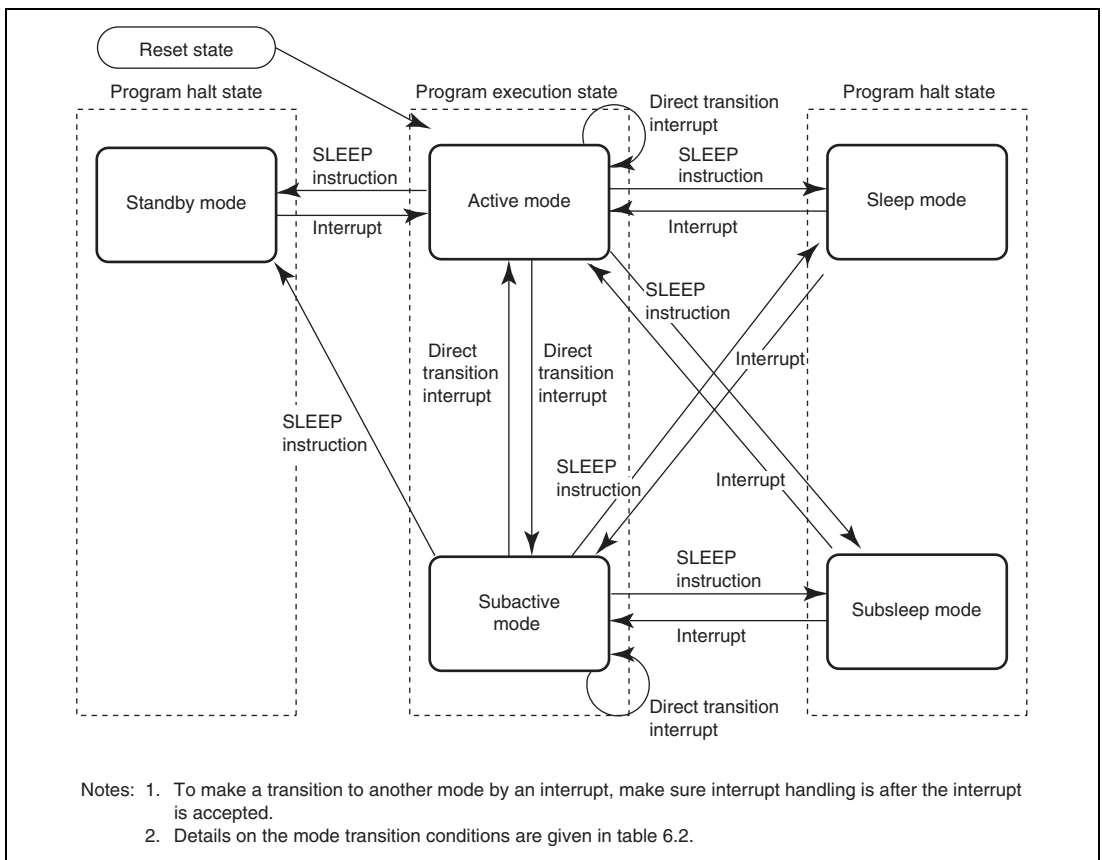 Reset state
Program halt state
Program execution state
Program halt state
Direct transition
interrupt
SLEEP
instruction
SLEEP
instruction
Standby mode
Active mode
Sleep mode
Interrupt
Interrupt
SLEEP
instruction
Direct
transition
interrupt
Direct
transition
interrupt
Interrupt
SLEEP
instruction
SLEEP
instruction
Interrupt
SLEEP
instruction
Subactive
mode
Subsleep mode
Interrupt
Direct transition
interrupt
Notes: 1. To make a transition to another mode by an interrupt, make sure interrupt handling is after the interrupt
is accepted.
2. Details on the mode transition conditions are given in table 6.2.